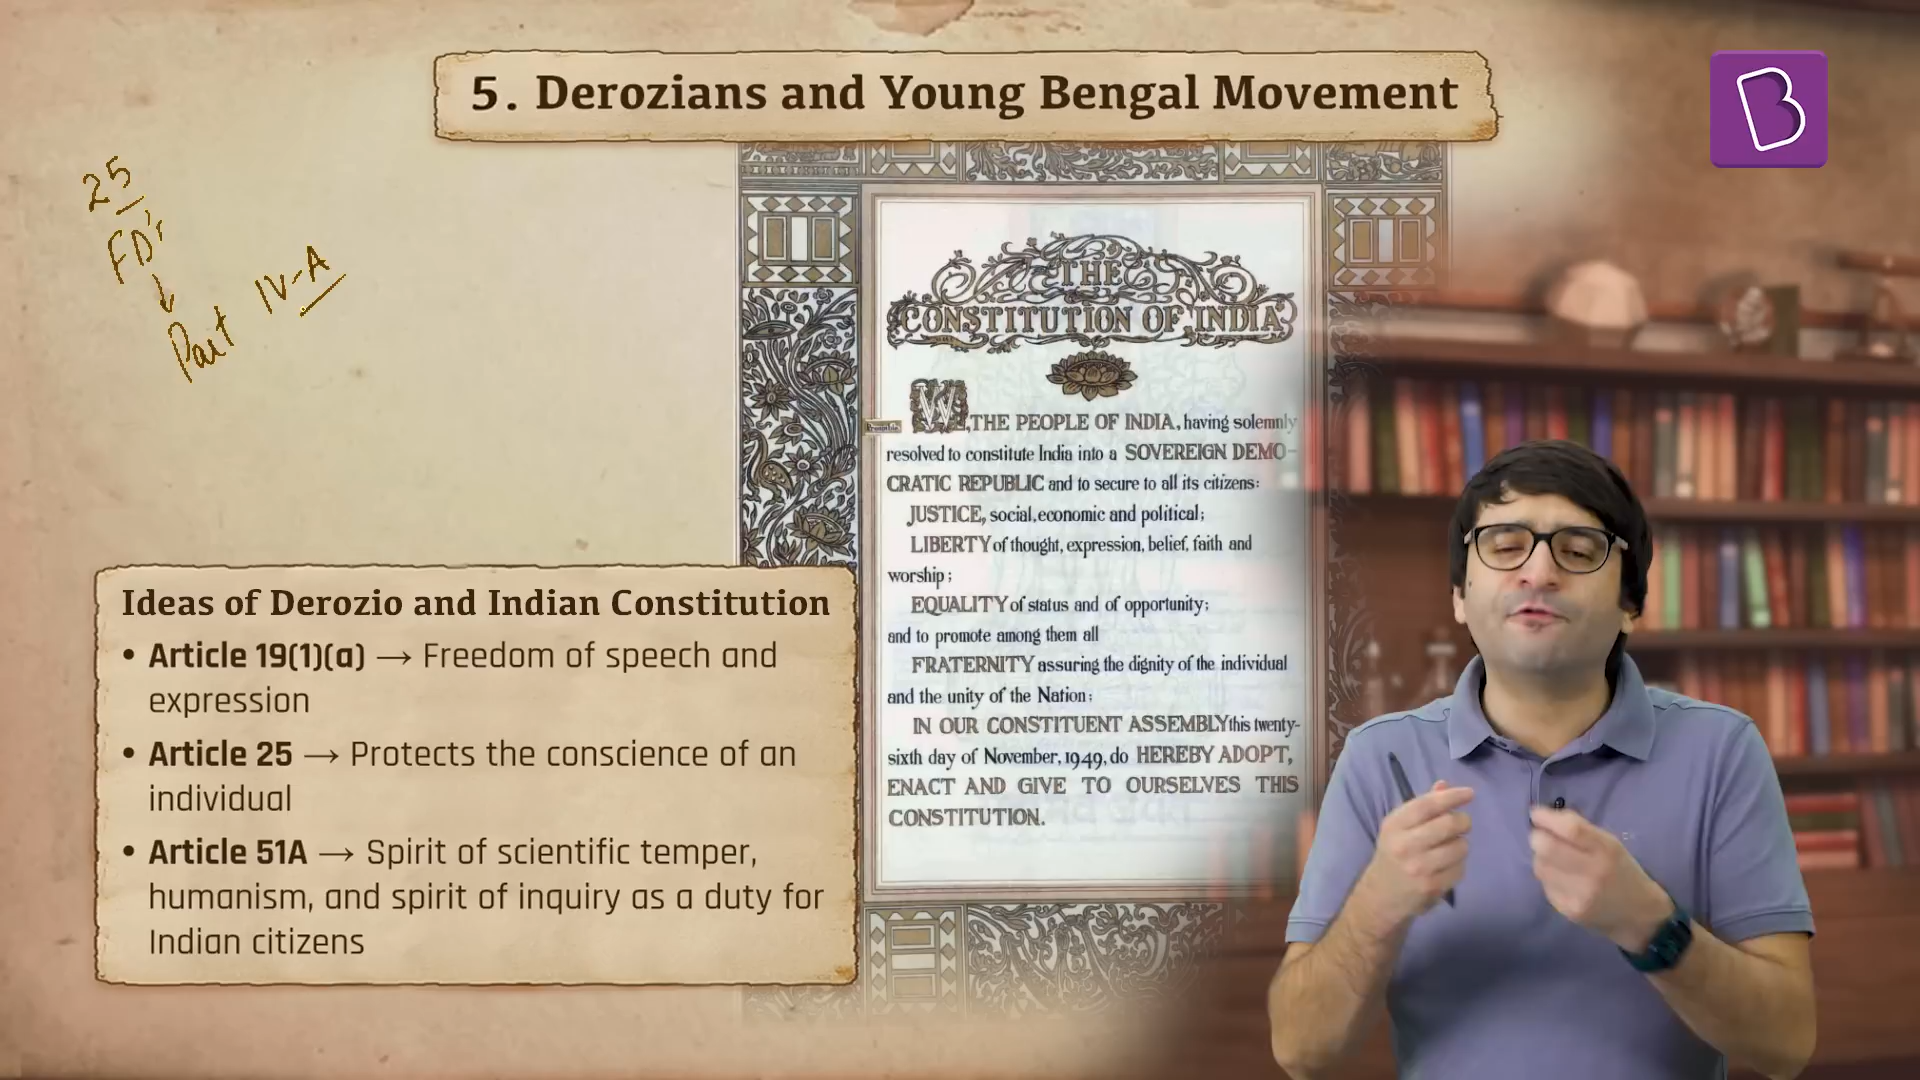 5. Derozians and Young Bengal Movement
B
25
FD's
Part IV-A
THE
CONSTITUTION OF INDIA
WE, THE PEOPLE OF INDIA, having solemnly
resolved to constitute India into a SOVEREIGN DEMO-
CRATIC REPUBLIC and to secure to all its citizens:
JUSTICE, social, economic and political;
LIBERTY of thought, expression, belief, faith and
worship;
EQUALITY of status and of opportunity;
and to promote among them all
FRATERNITY assuring the dignity of the individual
and the unity of the Nation;
IN OUR CONSTITUENT ASSEMBLY this twenty-
sixth day of November, 1949, do HEREBY ADOPT,
ENACT AND GIVE TO OURSELVES THIS
CONSTITUTION.
Ideas of Derozio and Indian Constitution
• Article 19(1)(a) → Freedom of speech and
expression
• Article 25 → Protects the conscience of an
individual
• Article 51A → Spirit of scientific temper,
humanism, and spirit of inquiry as a duty for
Indian citizens